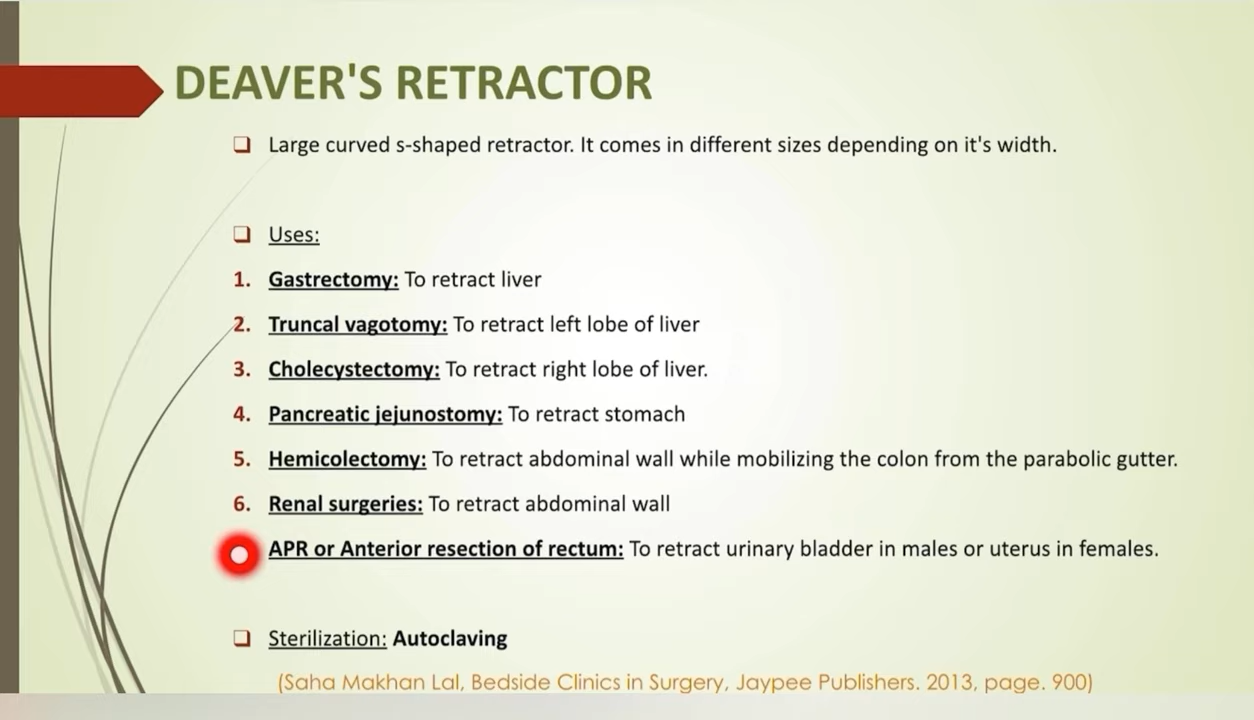 DEAVER'S RETRACTOR
❑ Large curved s-shaped retractor. It comes in different sizes depending on it's width.
❑ Uses:
1. Gastrectomy: To retract liver
2. Truncal vagotomy: To retract left lobe of liver
3. Cholecystectomy: To retract right lobe of liver.
4. Pancreatic jejunostomy: To retract stomach
5. Hemicolectomy: To retract abdominal wall while mobilizing the colon from the parabolic gutter.
6. Renal surgeries: To retract abdominal wall
APR or Anterior resection of rectum: To retract urinary bladder in males or uterus in females.
❑ Sterilization: Autoclaving
(Saha Makhan Lal, Bedside Clinics in Surgery, Jaypee Publishers. 2013, page. 900)